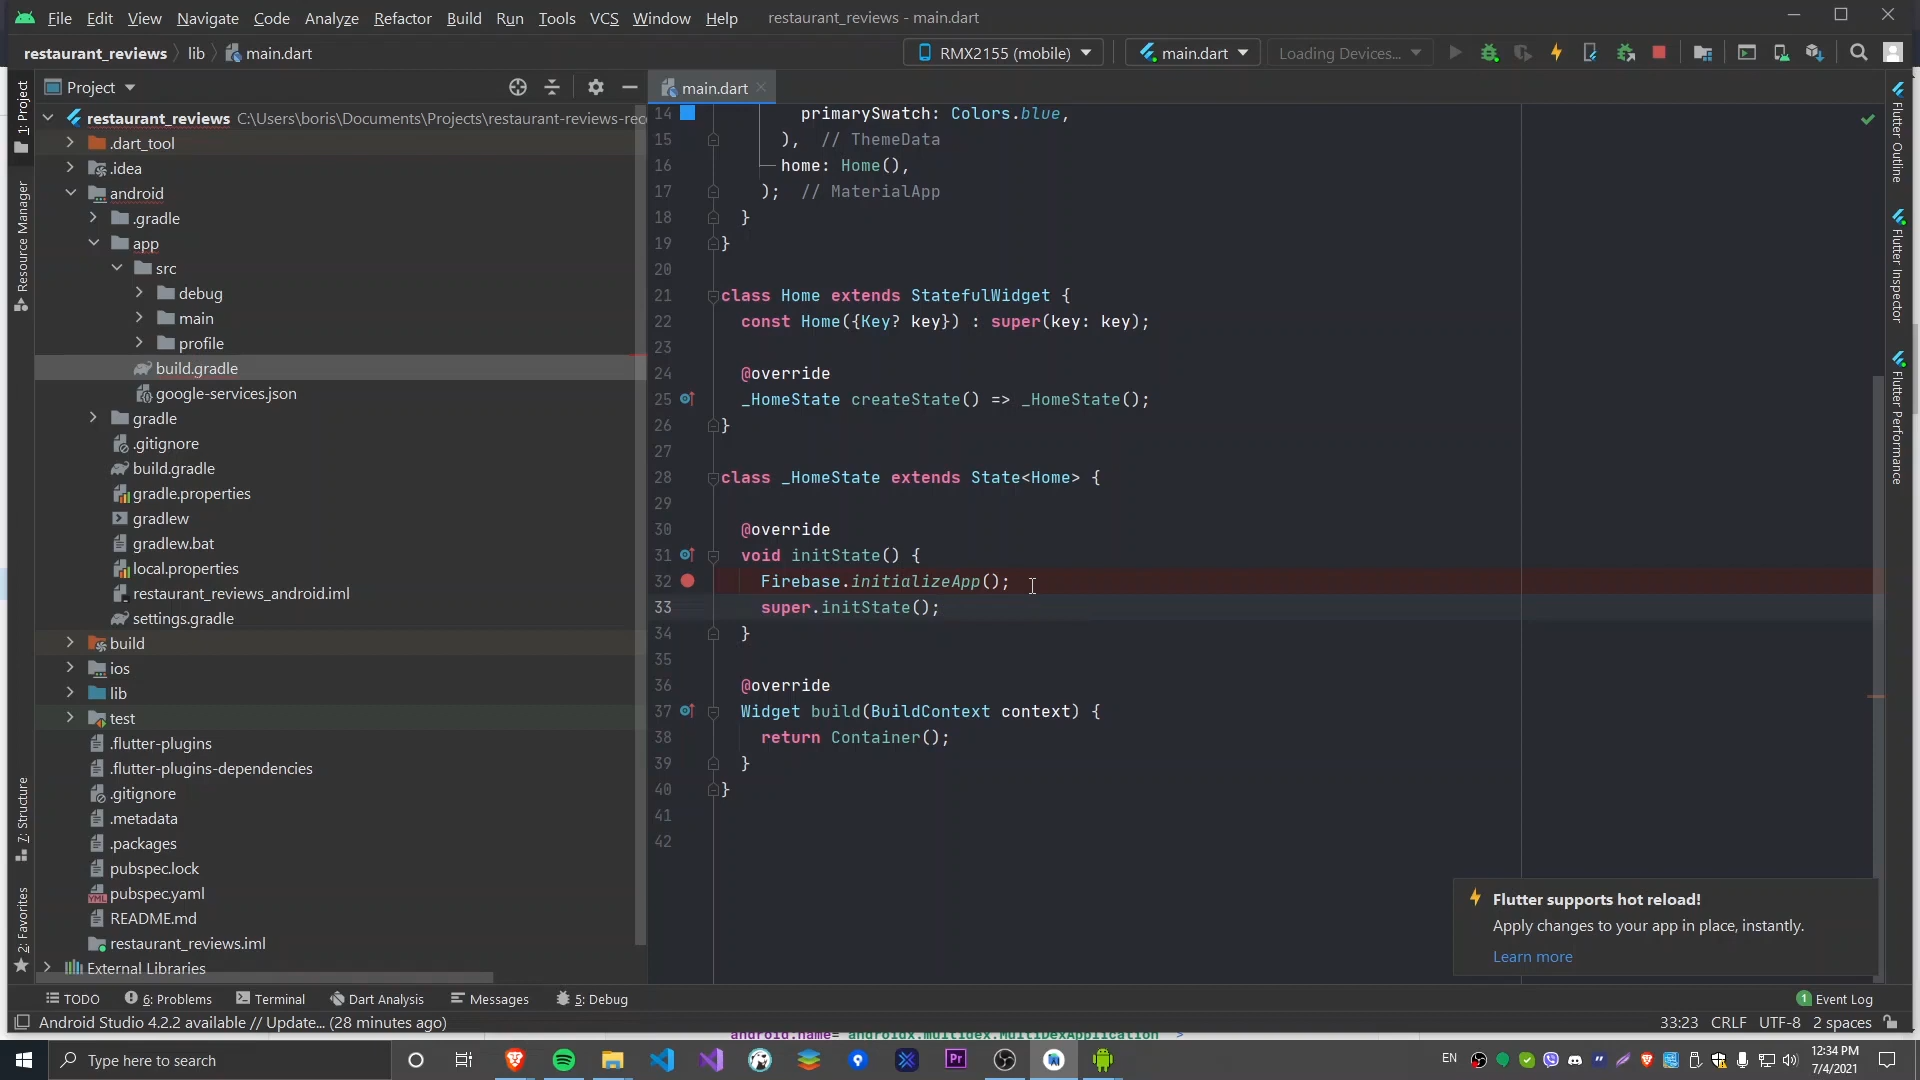 File Edit View Navigate Code Analyze Refactor Build Run Tools VCS Window Help restaurant_reviews - main.dart
restaurant_reviews lib main.dart RMX2155 (mobile) main.dart Loading Devices...
Project main.dart
restaurant_reviews C:\Users\boris\Documents\Projects\restaurant-reviews-rec
.dart_tool
.idea
android
.gradle
app
src
debug
main
profile
build.gradle
google-services.json
gradle
.gitignore
build.gradle
gradle.properties
gradlew
gradlew.bat
local.properties
restaurant_reviews_android.iml
settings.gradle
build
ios
lib
test
.flutter-plugins
.flutter-plugins-dependencies
.gitignore
.metadata
.packages
pubspec.lock
pubspec.yaml
README.md
restaurant_reviews.iml
External Libraries
1: Project
Resource Manager
7: Structure
2: Favorites
14 primarySwatch: Colors.blue,
15 ), // ThemeData
16 home: Home(),
17 ); // MaterialApp
18 }
19 }
20
21 class Home extends StatefulWidget {
22 const Home({Key? key}) : super(key: key);
23
24 @override
25 _HomeState createState() => _HomeState();
26 }
27
28 class _HomeState extends State<Home> {
29
30 @override
31 void initState() {
32 Firebase.initializeApp();
33 super.initState();
34 }
35
36 @override
37 Widget build(BuildContext context) {
38 return Container();
39 }
40 }
41
42
Flutter Outline
Flutter Inspector
Flutter Performance
Flutter supports hot reload!
Apply changes to your app in place, instantly.
Learn more
TODO 6: Problems Terminal Dart Analysis Messages 5: Debug 1 Event Log
Android Studio 4.2.2 available // Update... (28 minutes ago) 33:23 CRLF UTF-8 2 spaces
android:name="androidx.multidex.MultiDexApplication" >
Type here to search EN 12:34 PM
7/4/2021